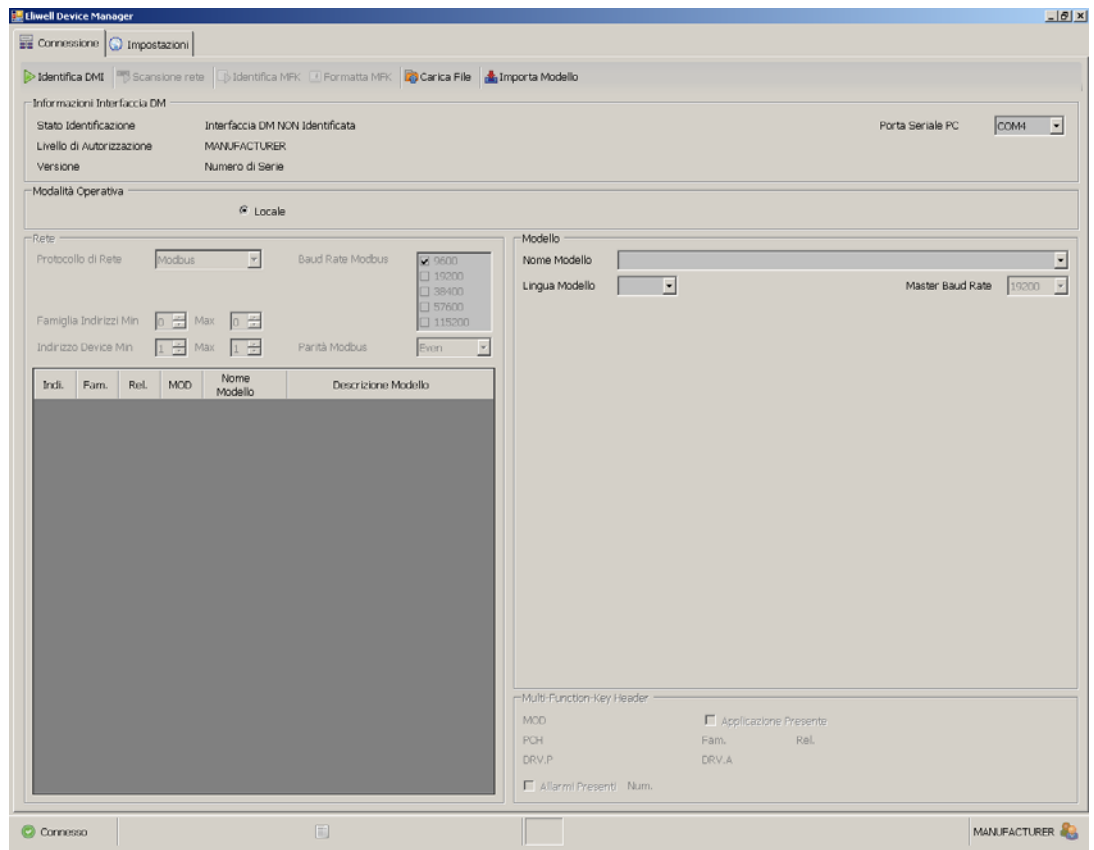 Eliwell Device Manager
Connessione Impostazioni
Identifica DMI Scansione rete Identifica MFK Formatta MFK Carica File Importa Modello
Informazioni Interfaccia DM
Stato Identificazione Interfaccia DM NON Identificata Porta Seriale PC COM4
Livello di Autorizzazione MANUFACTURER
Versione Numero di Serie
Modalità Operativa
Locale
Rete
Protocollo di Rete Modbus Baud Rate Modbus 9600
19200
38400
57600
115200
Famiglia Indirizzi Min 0 Max 0
Indirizzo Device Min 1 Max 1 Parità Modbus Even
Indi. Fam. Rel. MOD Nome Modello Descrizione Modello
Modello
Nome Modello
Lingua Modello Master Baud Rate 19200
Multi-Function-Key Header
MOD Applicazione Presente
PCH Fam. Rel.
DRV.P DRV.A
Allarmi Presenti Num.
Connesso MANUFACTURER